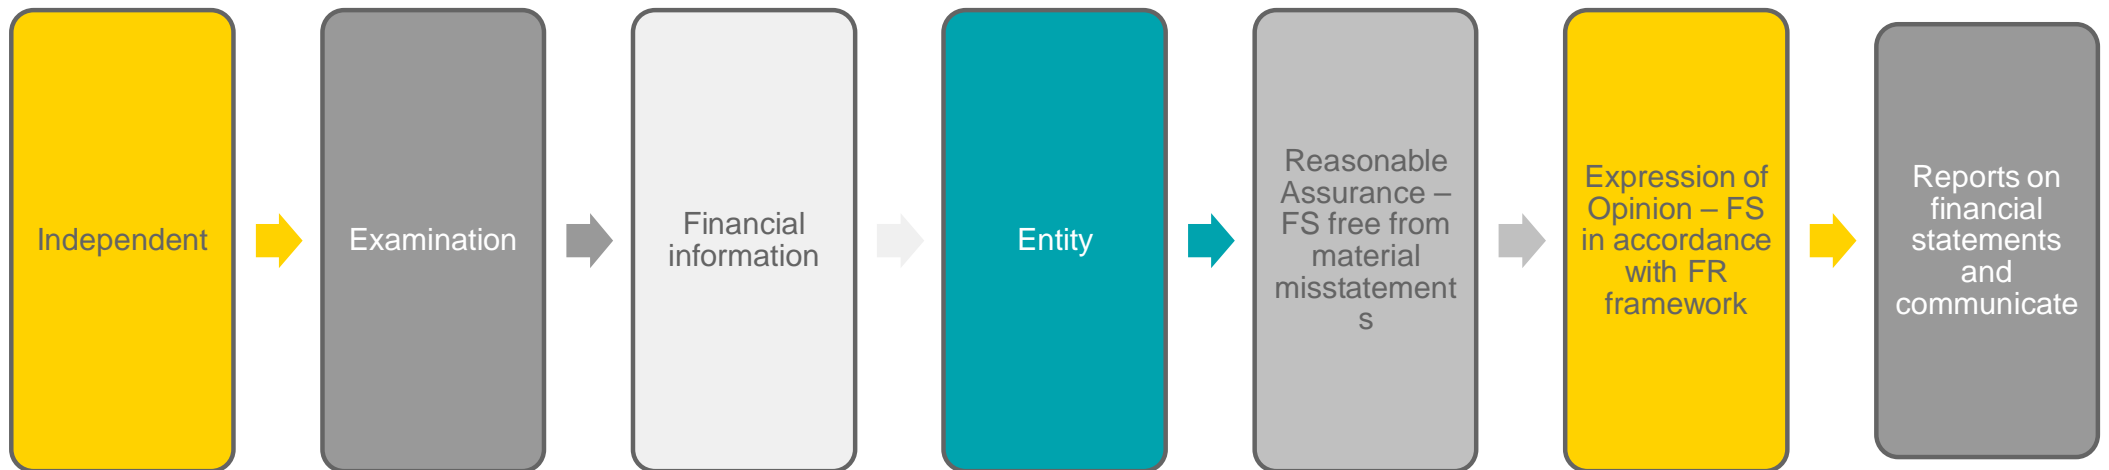 Independent
Examination
Financial
information
Entity
Reasonable
Assurance –
FS free from
material
misstatement
s
Expression of
Opinion – FS
in accordance
with FR
framework
Reports on
financial
statements
and
communicate